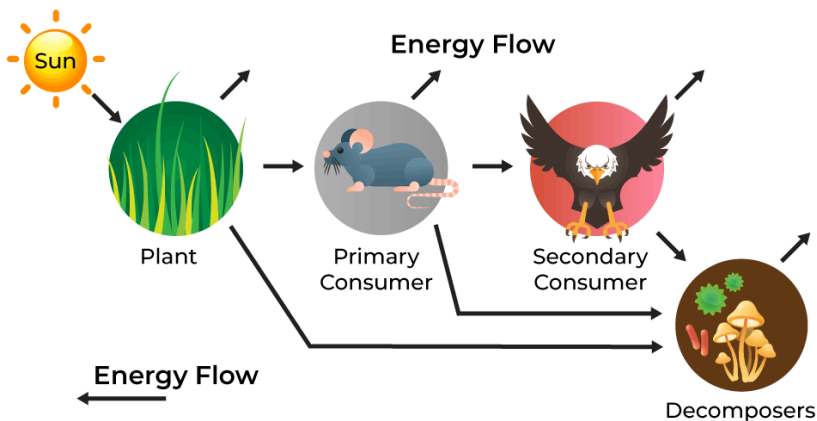 Sun
Energy Flow
Plant
Primary
Consumer
Secondary
Consumer
Energy Flow
Decomposers